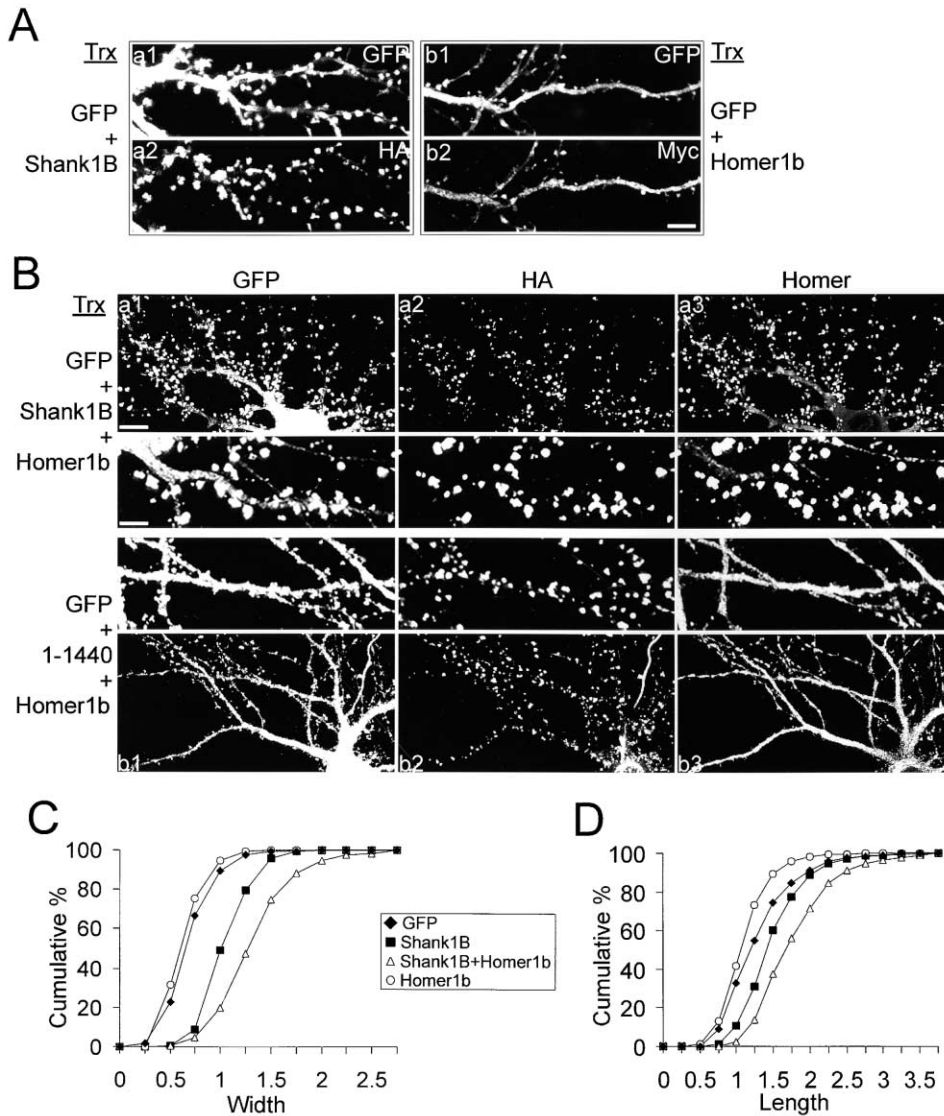 A
Trx
GFP
+
Shank1B
a1
GFP
a2
HA
b1
GFP
b2
Myc
Trx
GFP
+
Homer1b
B
GFP
HA
Homer
Trx
GFP
+
Shank1B
+
Homer1b
a1
a2
a3
GFP
+
1-1440
+
Homer1b
b1
b2
b3
C
Cumulative %
100
80
60
40
20
0
0 0.5 1 1.5 2 2.5
Width
GFP
Shank1B
Shank1B+Homer1b
Homer1b
D
Cumulative %
100
80
60
40
20
0
0 0.5 1 1.5 2 2.5 3 3.5
Length